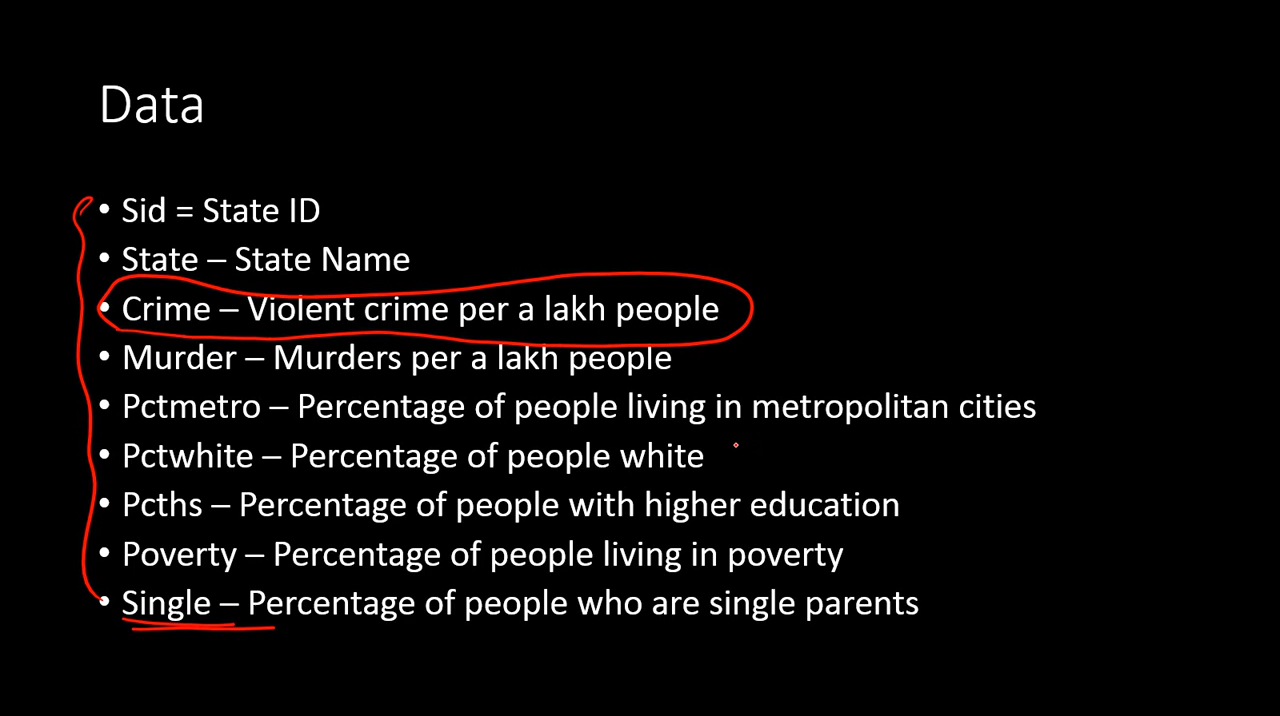 Data
• Sid = State ID
• State – State Name
• Crime – Violent crime per a lakh people
• Murder – Murders per a lakh people
• Pctmetro – Percentage of people living in metropolitan cities
• Pctwhite – Percentage of people white
• Pcths – Percentage of people with higher education
• Poverty – Percentage of people living in poverty
• Single – Percentage of people who are single parents